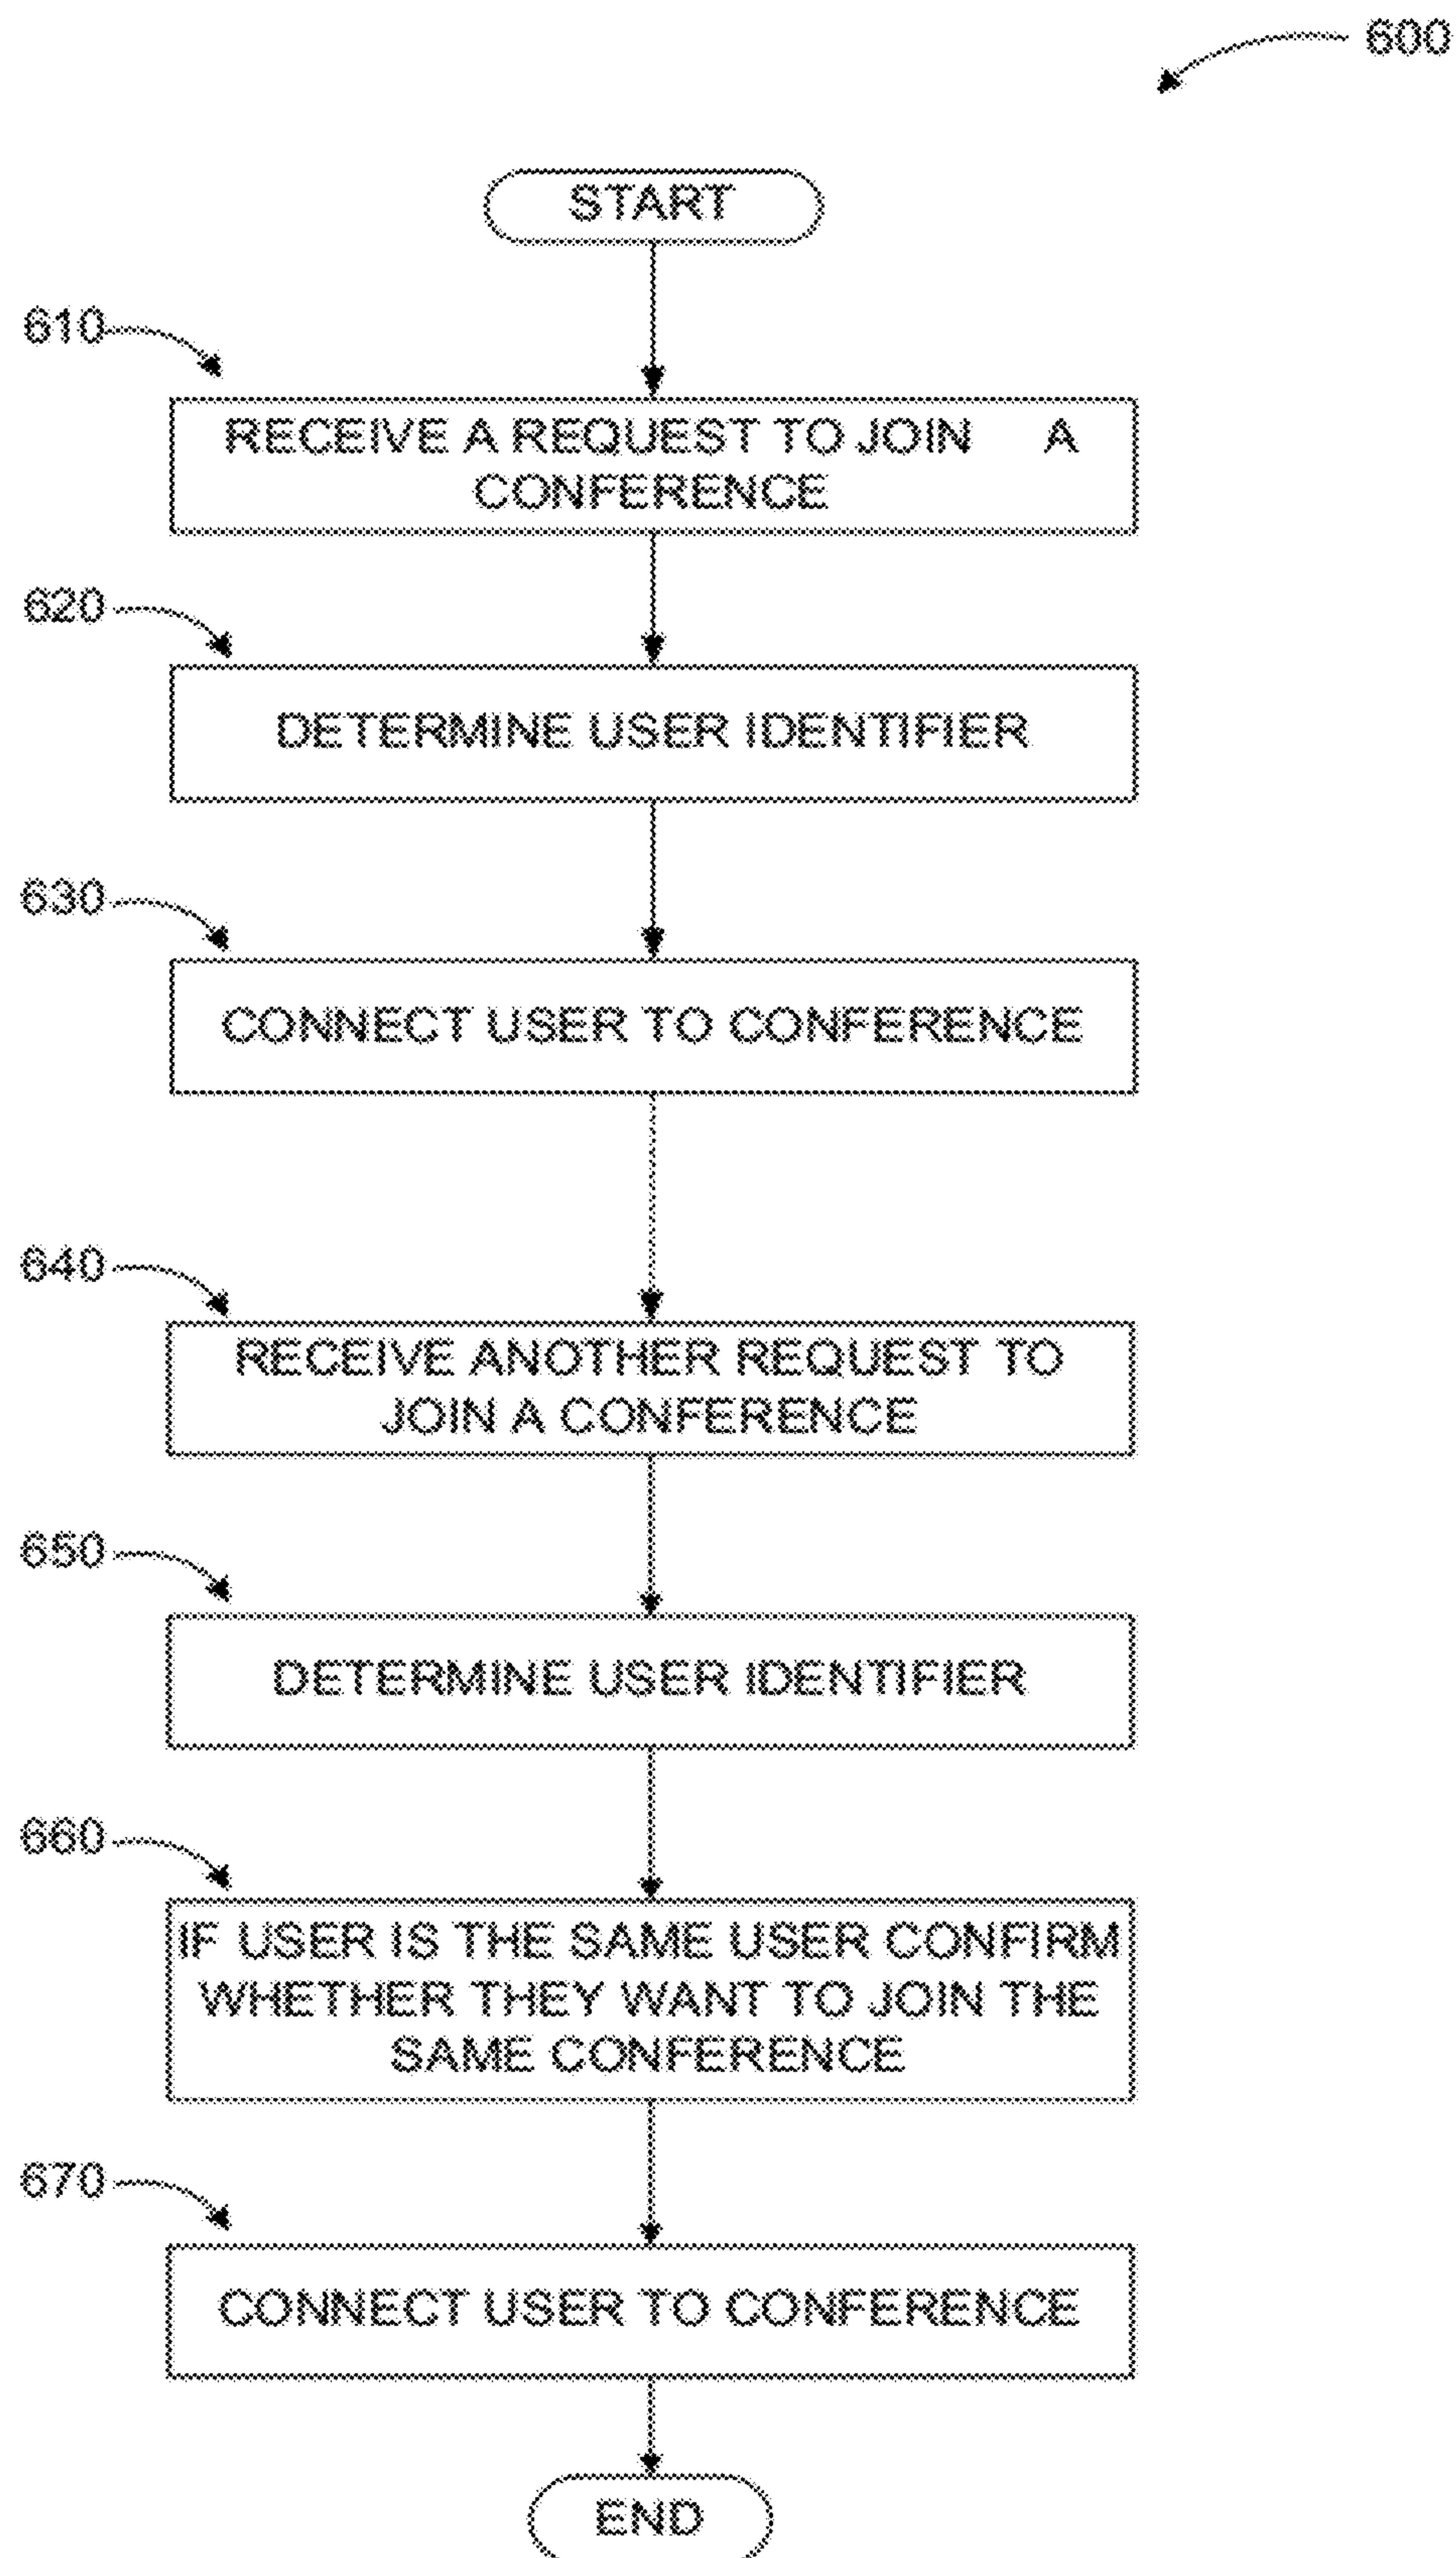 600
START
610
RECEIVE A REQUEST TO JOIN A
CONFERENCE
620
DETERMINE USER IDENTIFIER
630
CONNECT USER TO CONFERENCE
640
RECEIVE ANOTHER REQUEST TO
JOIN A CONFERENCE
650
DETERMINE USER IDENTIFIER
660
IF USER IS THE SAME USER CONFIRM
WHETHER THEY WANT TO JOIN THE
SAME CONFERENCE
670
CONNECT USER TO CONFERENCE
END